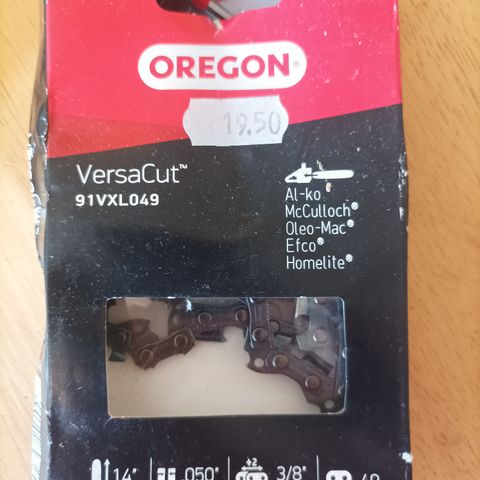 OREGON®
19.50
VersaCut™
91VXL049
Al-ko
McCulloch®
Oleo-Mac®
Efco®
Homelite®
14" .050" 3/8"